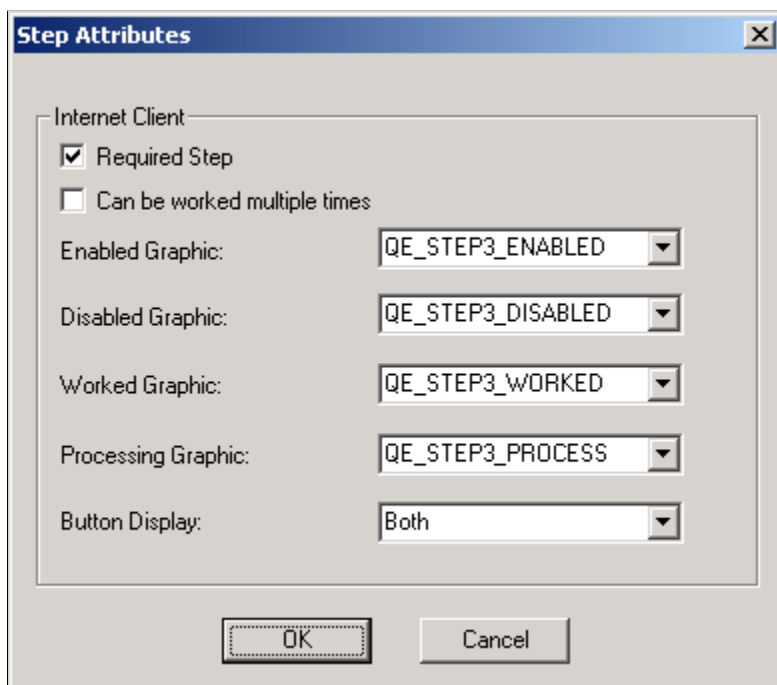 Step Attributes
Internet Client
Required Step
Can be worked multiple times
Enabled Graphic: QE_STEP3_ENABLED
Disabled Graphic: QE_STEP3_DISABLED
Worked Graphic: QE_STEP3_WORKED
Processing Graphic: QE_STEP3_PROCESS
Button Display: Both
OK Cancel